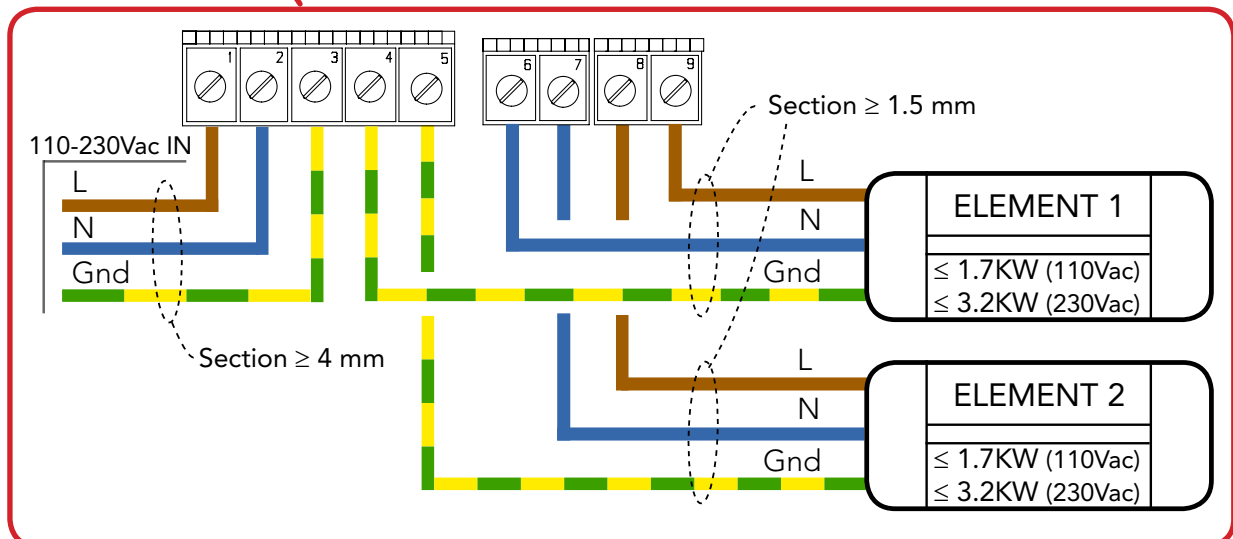 1 2 3 4 5 6 7 8 9
Section ≥ 1.5 mm
110-230Vac IN
L
N
Gnd
Section ≥ 4 mm
L
N
Gnd
ELEMENT 1
≤ 1.7KW (110Vac)
≤ 3.2KW (230Vac)
L
N
Gnd
ELEMENT 2
≤ 1.7KW (110Vac)
≤ 3.2KW (230Vac)